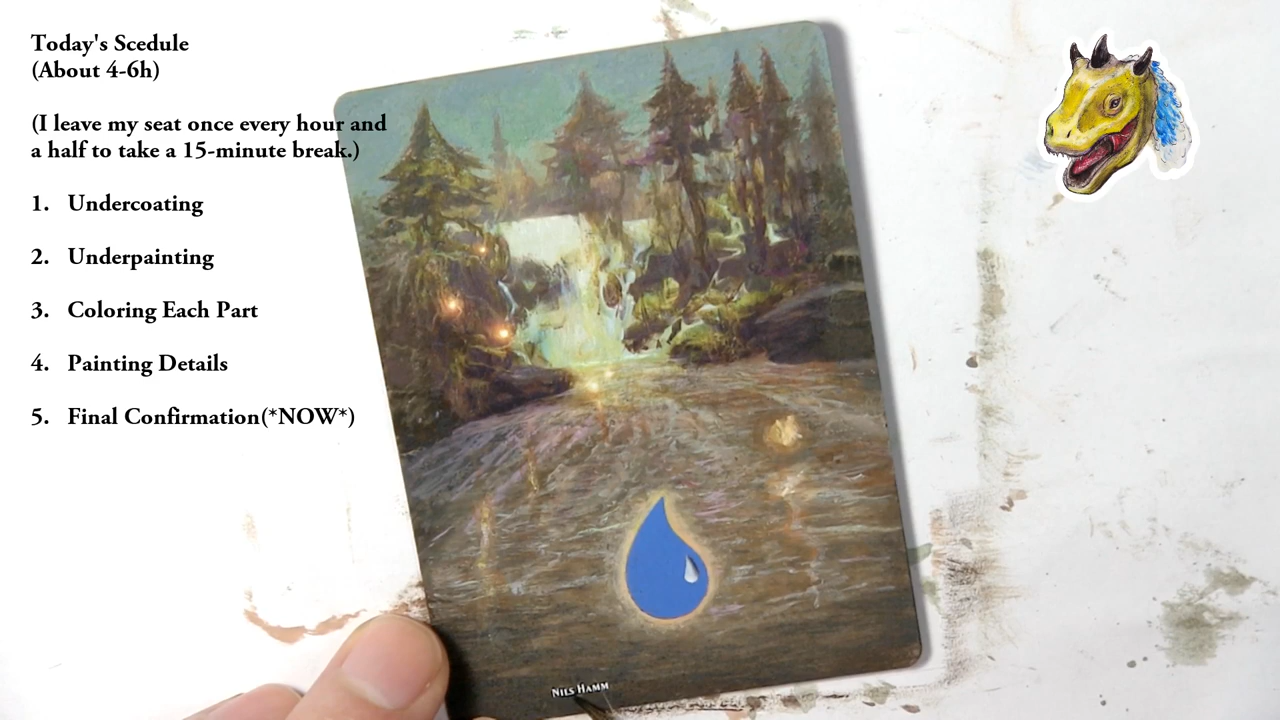 Today's Scedule
(About 4-6h)
(I leave my seat once every hour and
a half to take a 15-minute break.)
1. Undercoating
2. Underpainting
3. Coloring Each Part
4. Painting Details
5. Final Confirmation(*NOW*)
Nils Hamm